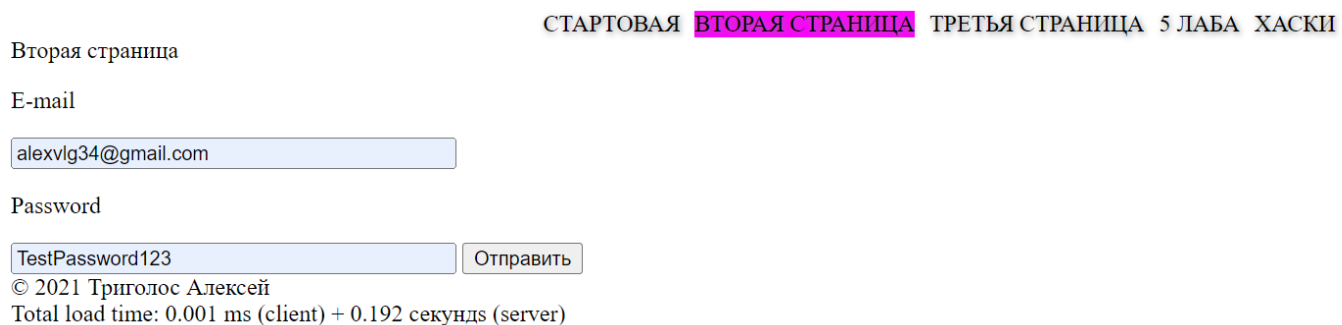 СТАРТОВАЯ ВТОРАЯ СТРАНИЦА ТРЕТЬЯ СТРАНИЦА 5 ЛАБА ХАСКИ
Вторая страница
E-mail
alexvlg34@gmail.com
Password
TestPassword123 Отправить
© 2021 Триголос Алексей
Total load time: 0.001 ms (client) + 0.192 секундs (server)